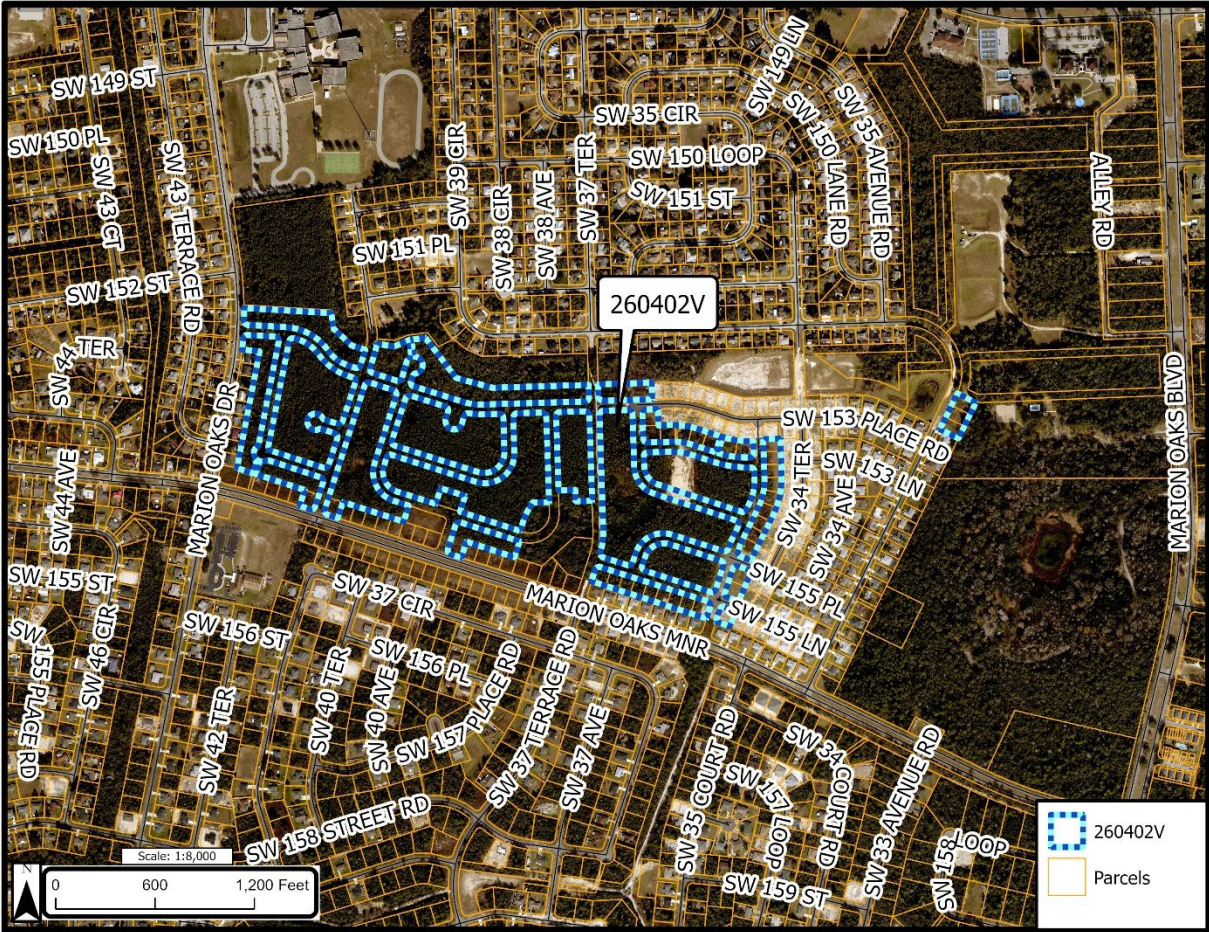 SW 149 ST
SW 149 LN
SW 150 PL
SW 43 CT
SW 43 TERRACE RD
SW 39 CIR
SW 38 CIR
SW 38 AVE
SW 37 TER
SW 35 CIR
SW 150 LOOP
SW 151 ST
SW 150 LANE RD
SW 35 AVENUE RD
ALLEY RD
SW 151 PL
SW 152 ST
SW 44 TER
260402V
MARION OAKS DR
MARION OAKS BLVD
SW 153 PLACE RD
SW 153 LN
SW 34 TER
SW 34 AVE
SW 44 AVE
SW 155 ST
SW 46 CIR
SW 155 PLACE RD
SW 156 ST
SW 37 CIR
MARION OAKS MNR
SW 155 PL
SW 155 LN
SW 156 PL
SW 42 TER
SW 40 TER
SW 40 AVE
SW 157 PLACE RD
SW 37 TERRACE RD
SW 37 AVE
SW 158 STREET RD
SW 35 COURT RD
SW 157 LOOP
SW 34 COURT RD
SW 33 AVENUE RD
SW 158 LOOP
SW 159 ST
Scale: 1:8,000
N
0 600 1,200 Feet
260402V
Parcels